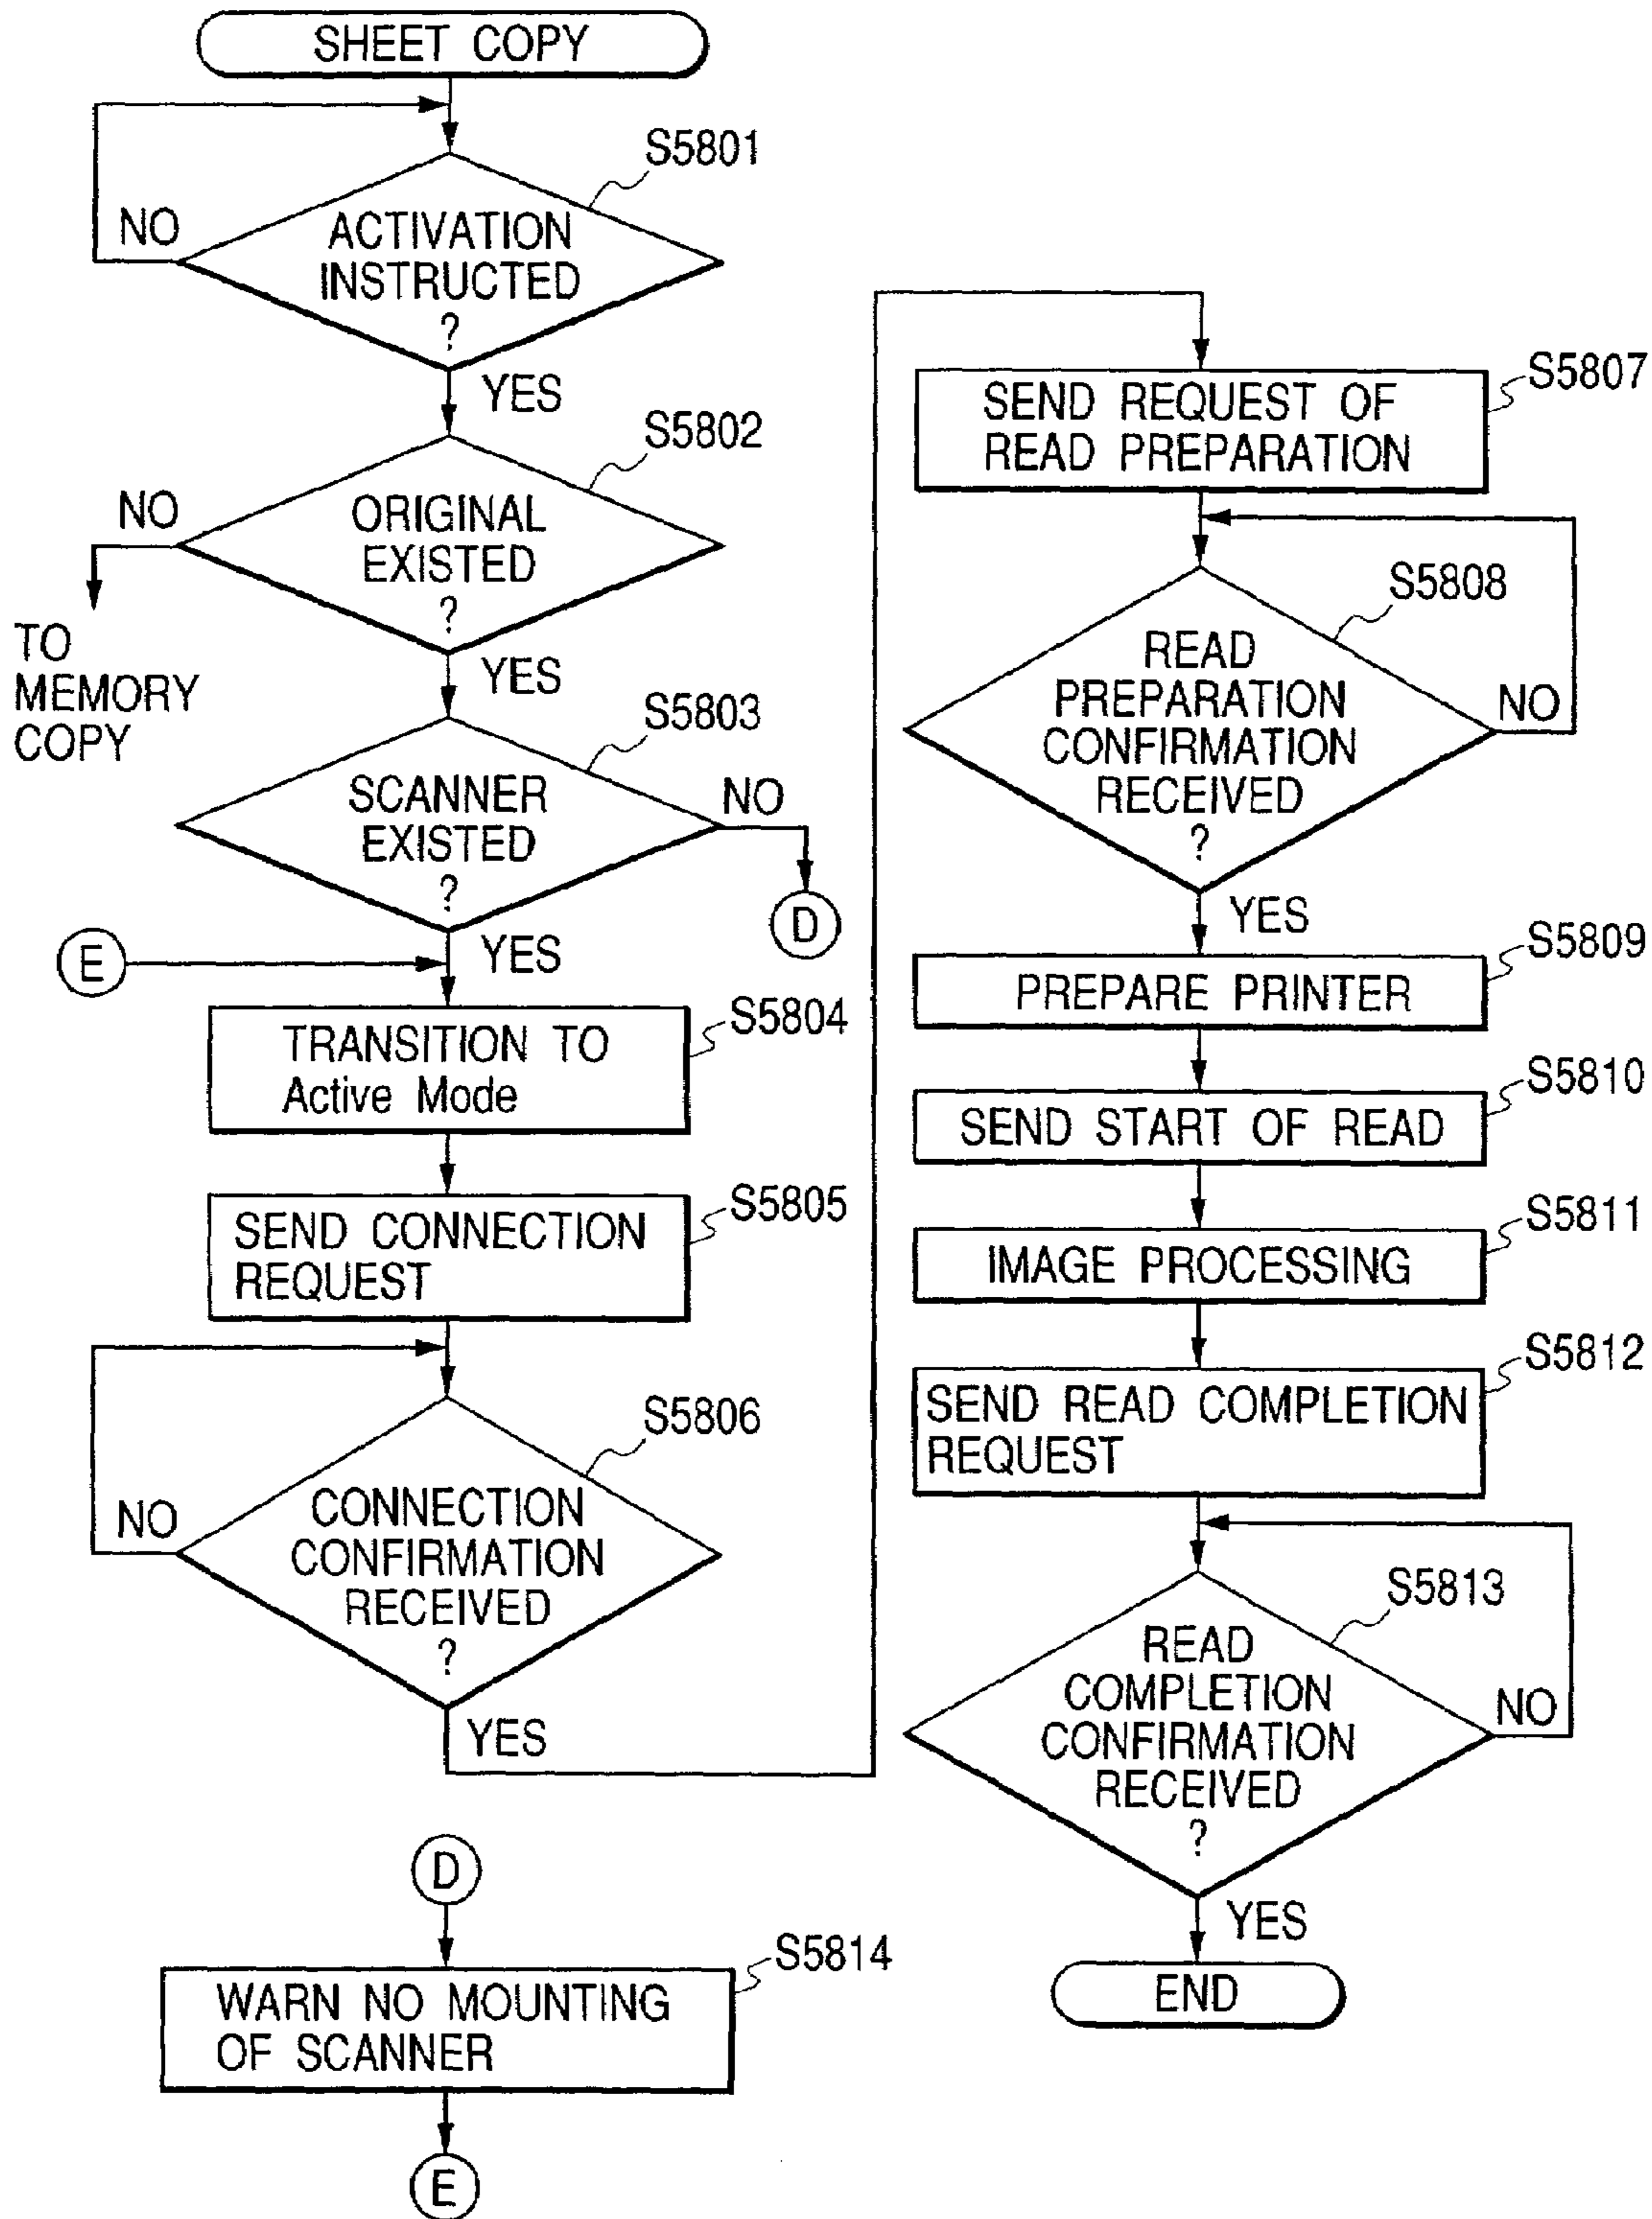 SHEET COPY
S5801
NO
ACTIVATION
INSTRUCTED
?
YES
S5802
NO
ORIGINAL
EXISTED
?
TO
MEMORY
COPY
YES
S5803
SCANNER
EXISTED
?
NO
D
E
YES
S5804
TRANSITION TO
Active Mode
S5805
SEND CONNECTION
REQUEST
S5806
NO
CONNECTION
CONFIRMATION
RECEIVED
?
YES
D
S5814
WARN NO MOUNTING
OF SCANNER
E
S5807
SEND REQUEST OF
READ PREPARATION
S5808
READ
PREPARATION
CONFIRMATION
RECEIVED
?
NO
YES
S5809
PREPARE PRINTER
S5810
SEND START OF READ
S5811
IMAGE PROCESSING
S5812
SEND READ COMPLETION
REQUEST
S5813
READ
COMPLETION
CONFIRMATION
RECEIVED
?
NO
YES
END